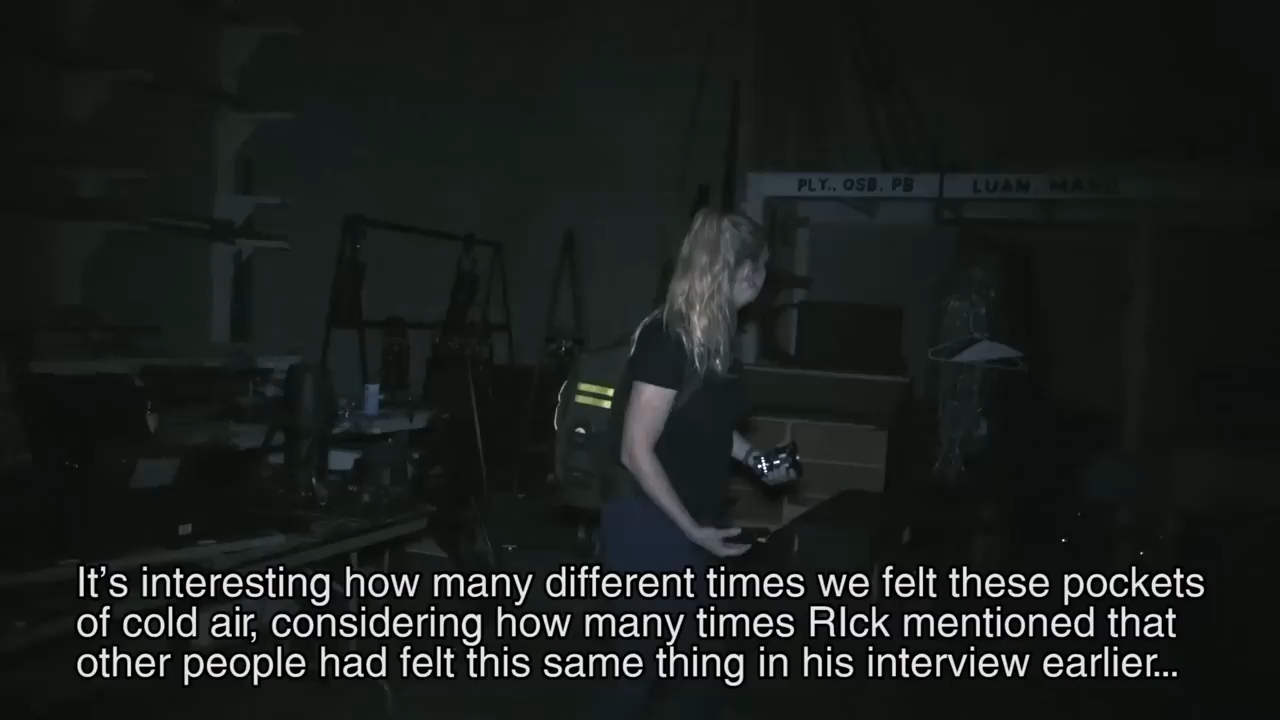 PLY., OSB, PB
LUAN.
It's interesting how many different times we felt these pockets
of cold air, considering how many times RIck mentioned that
other people had felt this same thing in his interview earlier...